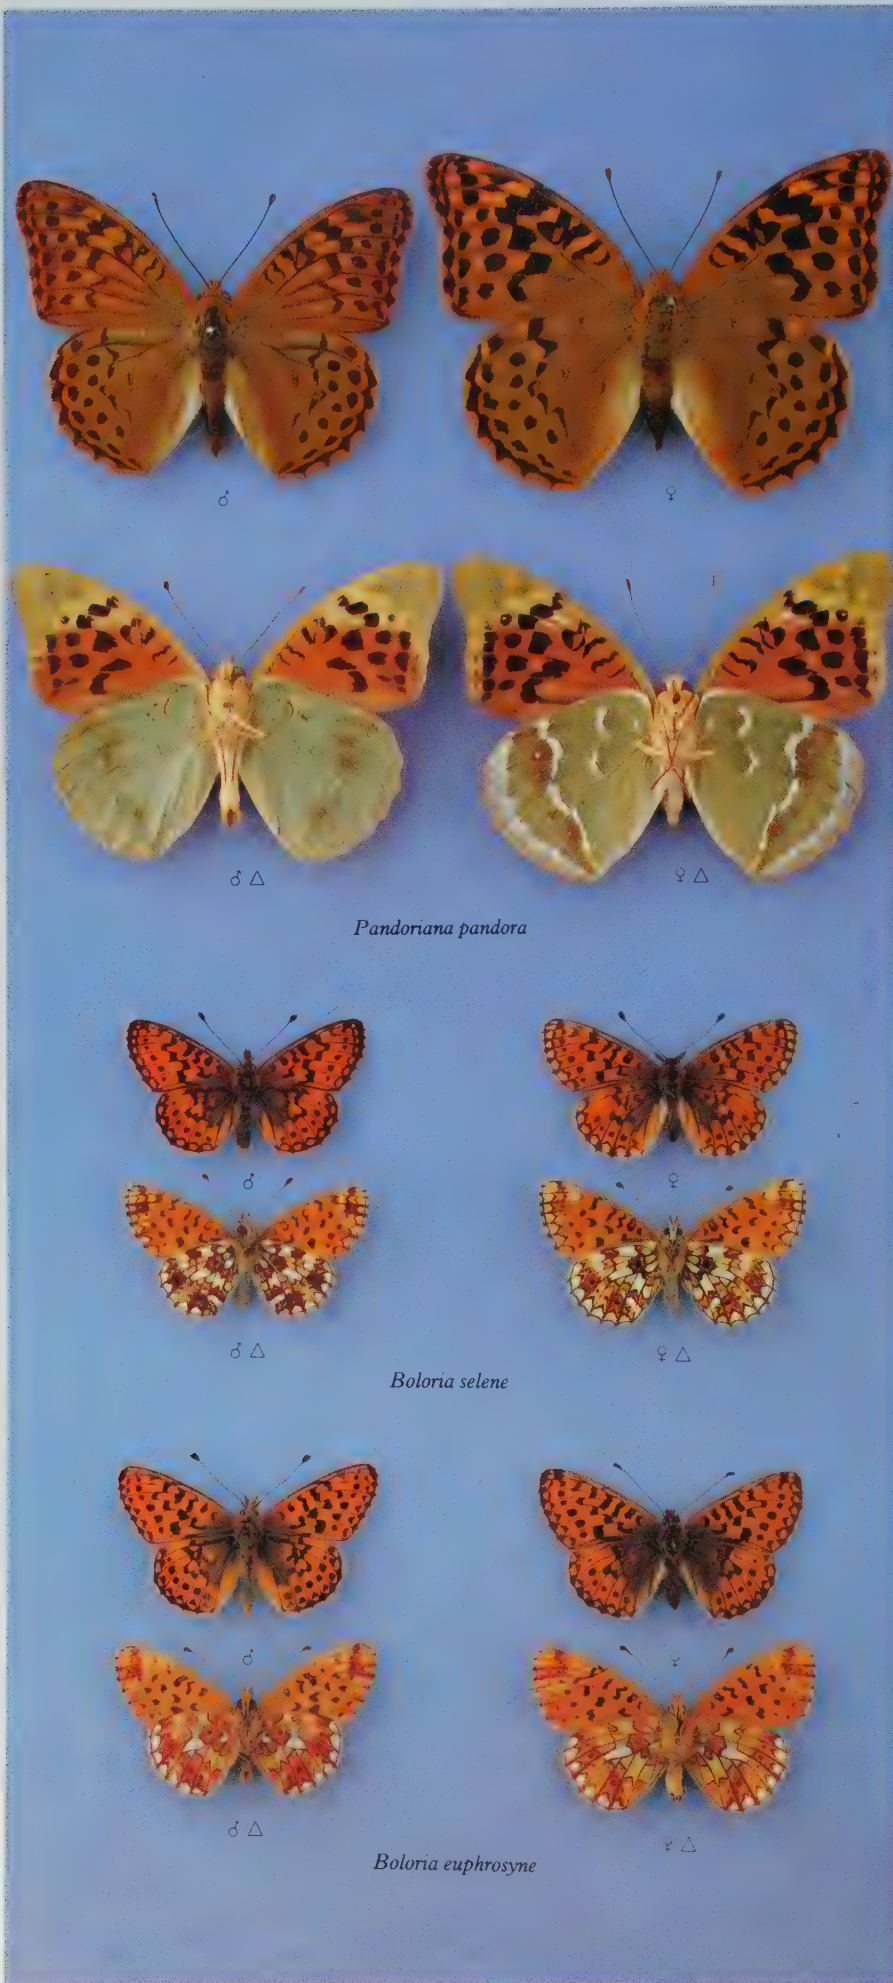 ♂ ♀
♂ △ ♀ △
Pandoriana pandora
♂ ♀
♂ △ ♀ △
Boloria selene
♂ ♀
♂ △ ♀ △
Boloria euphrosyne